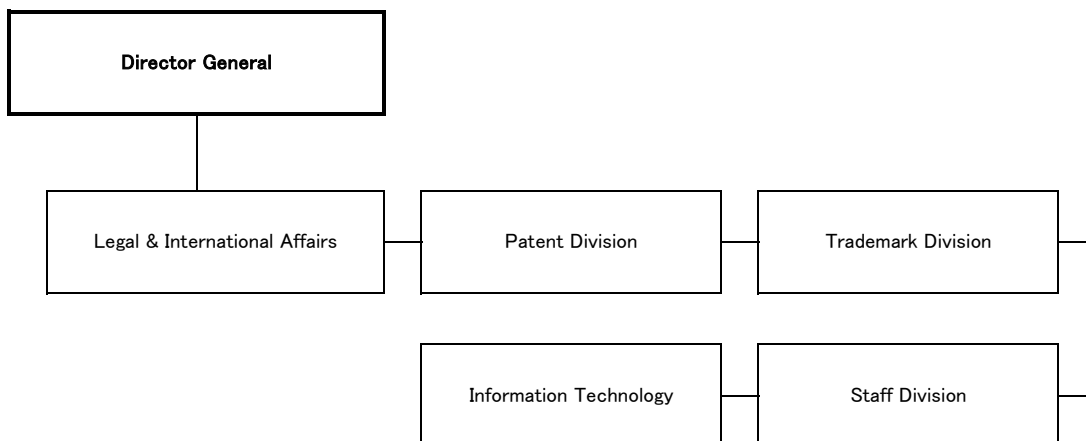 Director General
Legal & International Affairs
Patent Division
Trademark Division
Information Technology
Staff Division